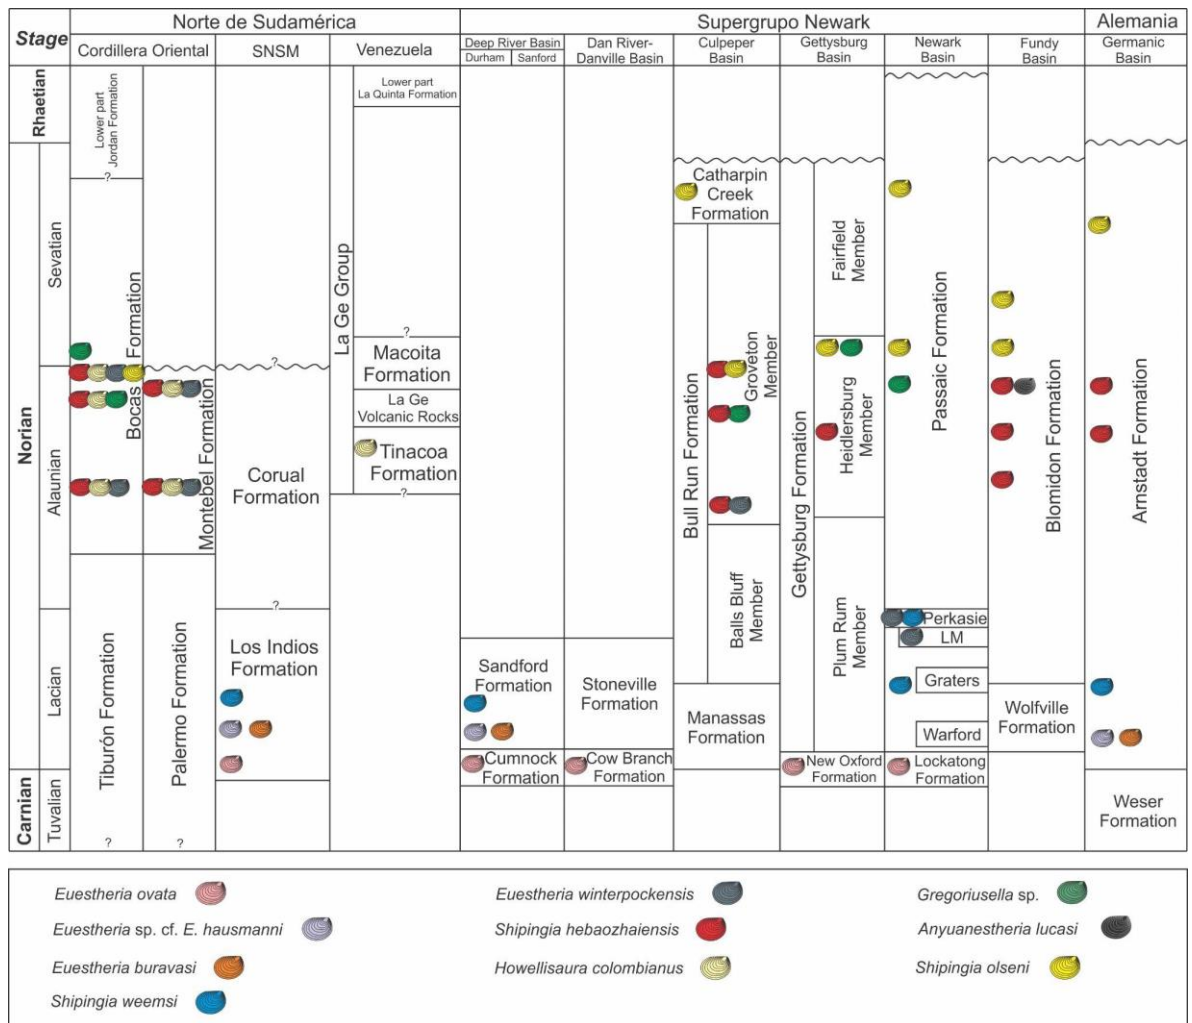 Stage
Norte de Sudamérica
Supergrupo Newark
Alemania
Cordillera Oriental
SNSM
Venezuela
Deep River Basin
Durham
Sanford
Dan River-
Danville Basin
Culpeper
Basin
Gettysburg
Basin
Newark
Basin
Fundy
Basin
Germanic
Basin
Rhaetian
Norian
Carnian
Sevatian
Alaunian
Lacian
Tuvalian
Lower part
Jordan Formation
?
Bocas Formation
Tiburón Formation
?
Montebel Formation
Palermo Formation
?
?
Corual
Formation
?
Los Indios
Formation
La Ge Group
Lower part
La Quinta Formation
?
Macoita
Formation
La Ge
Volcanic Rocks
Tinacoa
Formation
?
Sandford
Formation
Cumnock
Formation
Stoneville
Formation
Cow Branch
Formation
Catharpin
Creek
Formation
Bull Run Formation
Groveton
Member
Balls Bluff
Member
Manassas
Formation
Gettysburg Formation
Fairfield
Member
Heidlersburg
Member
Plum Rum
Member
New Oxford
Formation
Passaic Formation
Perkasie
LM
Graters
Warford
Lockatong
Formation
Blomidon Formation
Wolfville
Formation
Arnstadt Formation
Weser
Formation
Euestheria ovata
Euestheria sp. cf. E. hausmanni
Euestheria buravasi
Shipingia weemsi
Euestheria winterpockensis
Shipingia hebaozhaiensis
Howellisaura colombianus
Gregoriusella sp.
Anyuanestheria lucasi
Shipingia olseni